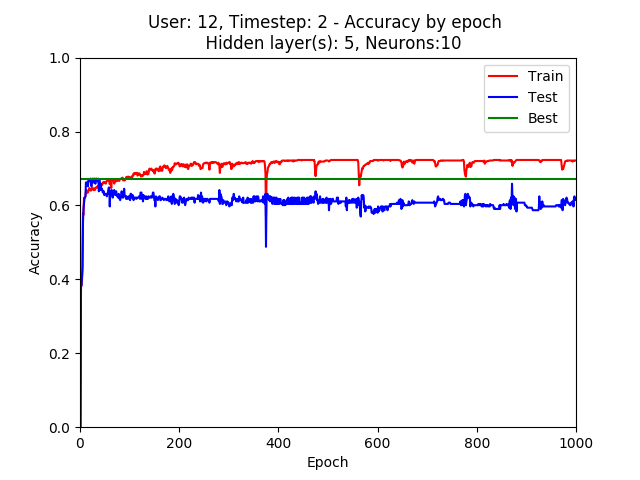 User: 12, Timestep: 2 - Accuracy by epoch
Hidden layer(s): 5, Neurons:10
Train
Test
Best
1.0
0.8
0.6
0.4
0.2
0.0
Accuracy
0 200 400 600 800 1000
Epoch